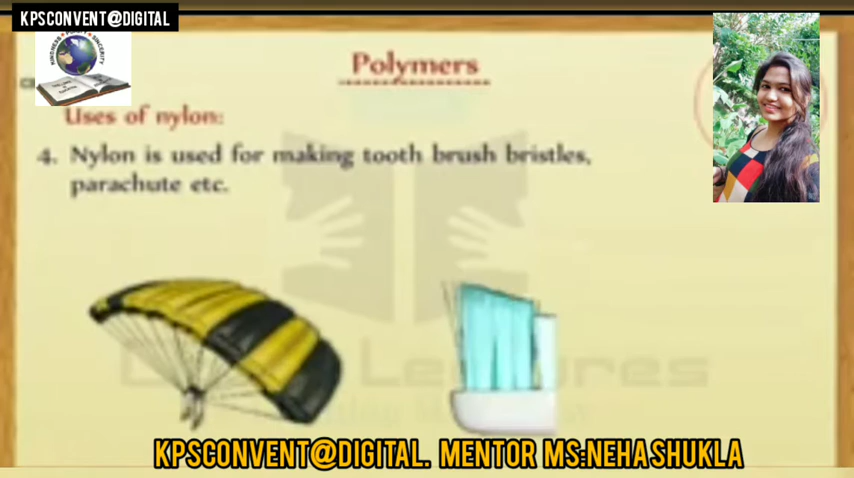 KPSCONVENT@DIGITAL
SINCERITY
Polymers
Uses of nylon:
4. Nylon is used for making tooth brush bristles,
parachute etc.
KPSCONVENT@DIGITAL. MENTOR MS:NEHA SHUKLA